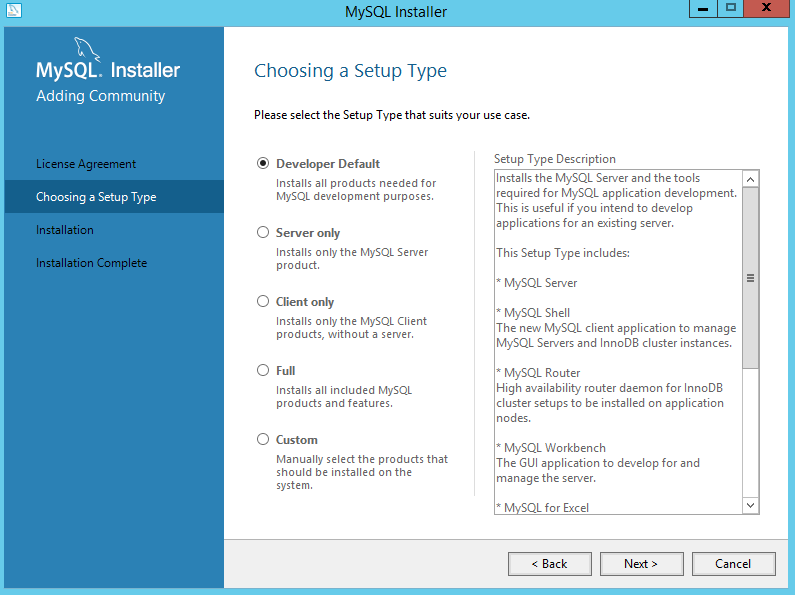 MySQL Installer
MySQL. Installer
Adding Community
License Agreement
Choosing a Setup Type
Installation
Installation Complete
Choosing a Setup Type
Please select the Setup Type that suits your use case.
Developer Default
Installs all products needed for
MySQL development purposes.
Server only
Installs only the MySQL Server
product.
Client only
Installs only the MySQL Client
products, without a server.
Full
Installs all included MySQL
products and features.
Custom
Manually select the products that
should be installed on the
system.
Setup Type Description
Installs the MySQL Server and the tools
required for MySQL application development.
This is useful if you intend to develop
applications for an existing server.
This Setup Type includes:
* MySQL Server
* MySQL Shell
The new MySQL client application to manage
MySQL Servers and InnoDB cluster instances.
* MySQL Router
High availability router daemon for InnoDB
cluster setups to be installed on application
nodes.
* MySQL Workbench
The GUI application to develop for and
manage the server.
* MySQL for Excel
< Back
Next >
Cancel